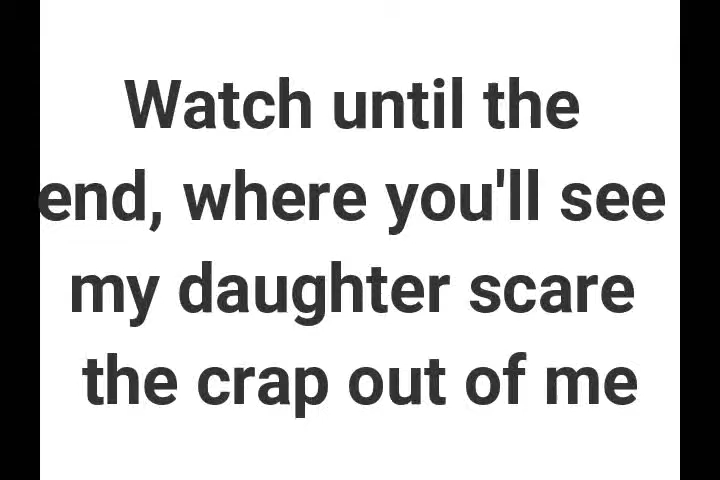 Watch until the
end, where you'll see
my daughter scare
the crap out of me